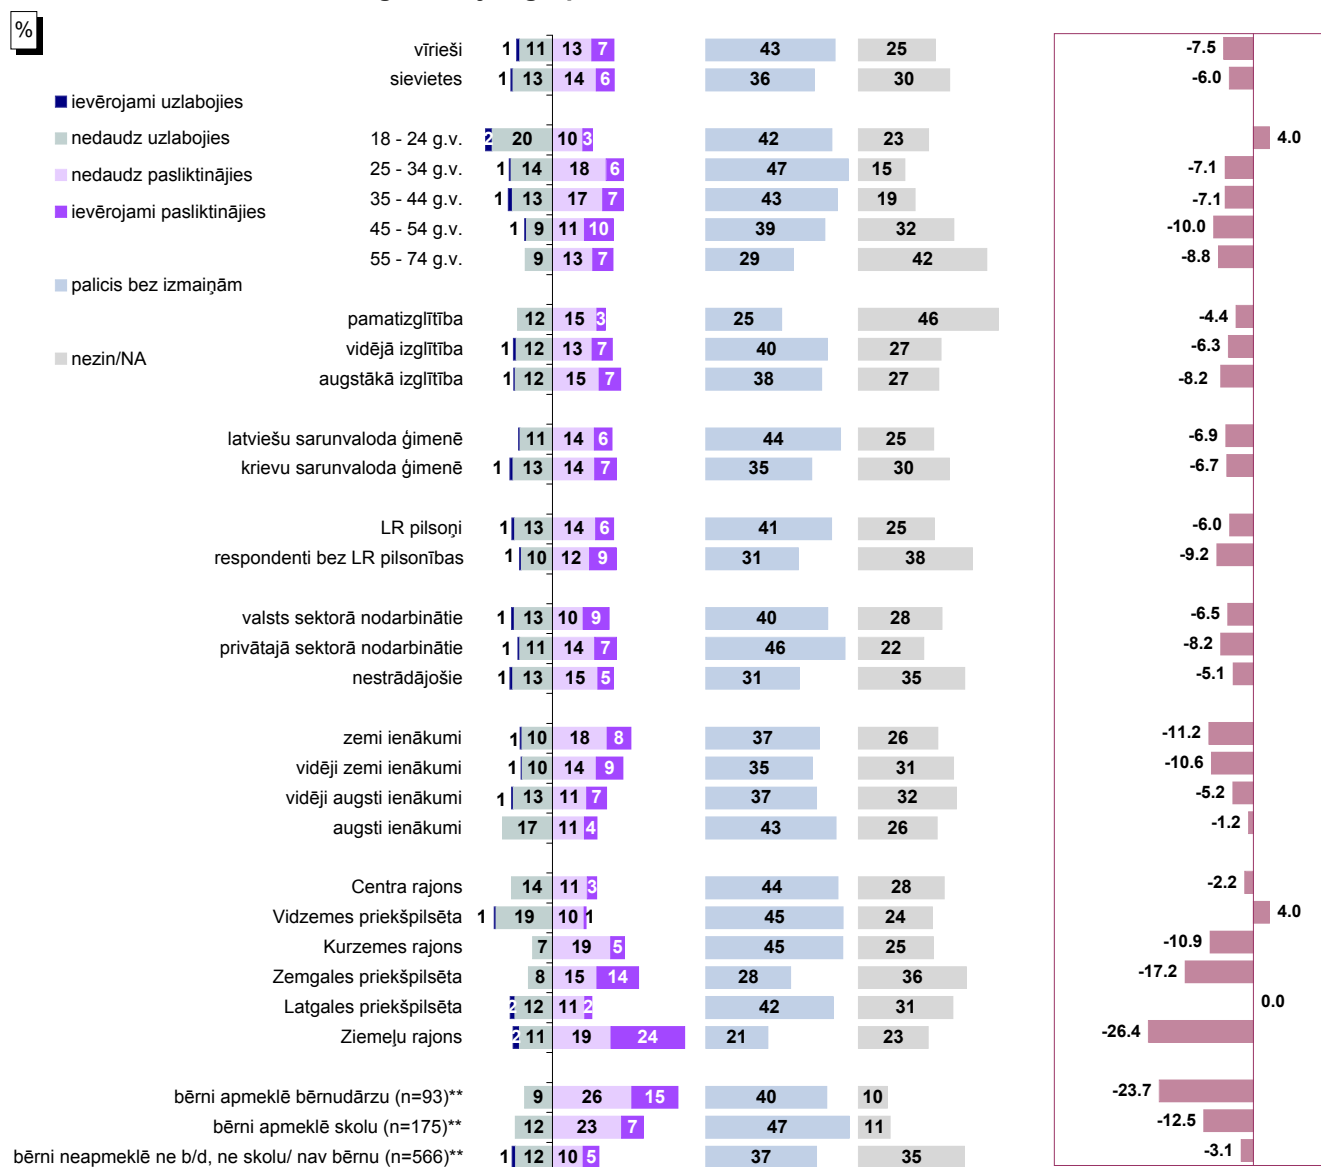 %
ievērojami uzlabojies
nedaudz uzlabojies
nedaudz pasliktinājies
ievērojami pasliktinājies
palicis bez izmaiņām
nezin/NA
vīrieši 1 11 13 7 43 25 -7.5
sievietes 1 13 14 6 36 30 -6.0
18 - 24 g.v. 2 20 10 3 42 23 4.0
25 - 34 g.v. 1 14 18 6 47 15 -7.1
35 - 44 g.v. 1 13 17 7 43 19 -7.1
45 - 54 g.v. 1 9 11 10 39 32 -10.0
55 - 74 g.v. 9 13 7 29 42 -8.8
pamatizglītība 12 15 3 25 46 -4.4
vidējā izglītība 1 12 13 7 40 27 -6.3
augstākā izglītība 1 12 15 7 38 27 -8.2
latviešu sarunvaloda ģimenē 11 14 6 44 25 -6.9
krievu sarunvaloda ģimenē 1 13 14 7 35 30 -6.7
LR pilsoņi 1 13 14 6 41 25 -6.0
respondenti bez LR pilsonības 1 10 12 9 31 38 -9.2
valsts sektorā nodarbinātie 1 13 10 9 40 28 -6.5
privātajā sektorā nodarbinātie 1 11 14 7 46 22 -8.2
nestrādājošie 1 13 15 5 31 35 -5.1
zemi ienākumi 1 10 18 8 37 26 -11.2
vidēji zemi ienākumi 1 10 14 9 35 31 -10.6
vidēji augsti ienākumi 1 13 11 7 37 32 -5.2
augsti ienākumi 17 11 4 43 26 -1.2
Centra rajons 14 11 3 44 28 -2.2
Vidzemes priekšpilsēta 1 19 10 1 45 24 4.0
Kurzemes rajons 7 19 5 45 25 -10.9
Zemgales priekšpilsēta 8 15 14 28 36 -17.2
Latgales priekšpilsēta 2 12 11 2 42 31 0.0
Ziemeļu rajons 2 11 19 24 21 23 -26.4
bērni apmeklē bērnudārzu (n=93)** 9 26 15 40 10 -23.7
bērni apmeklē skolu (n=175)** 12 23 7 47 11 -12.5
bērni neapmeklē ne b/d, ne skolu/ nav bērnu (n=566)** 1 12 10 5 37 35 -3.1